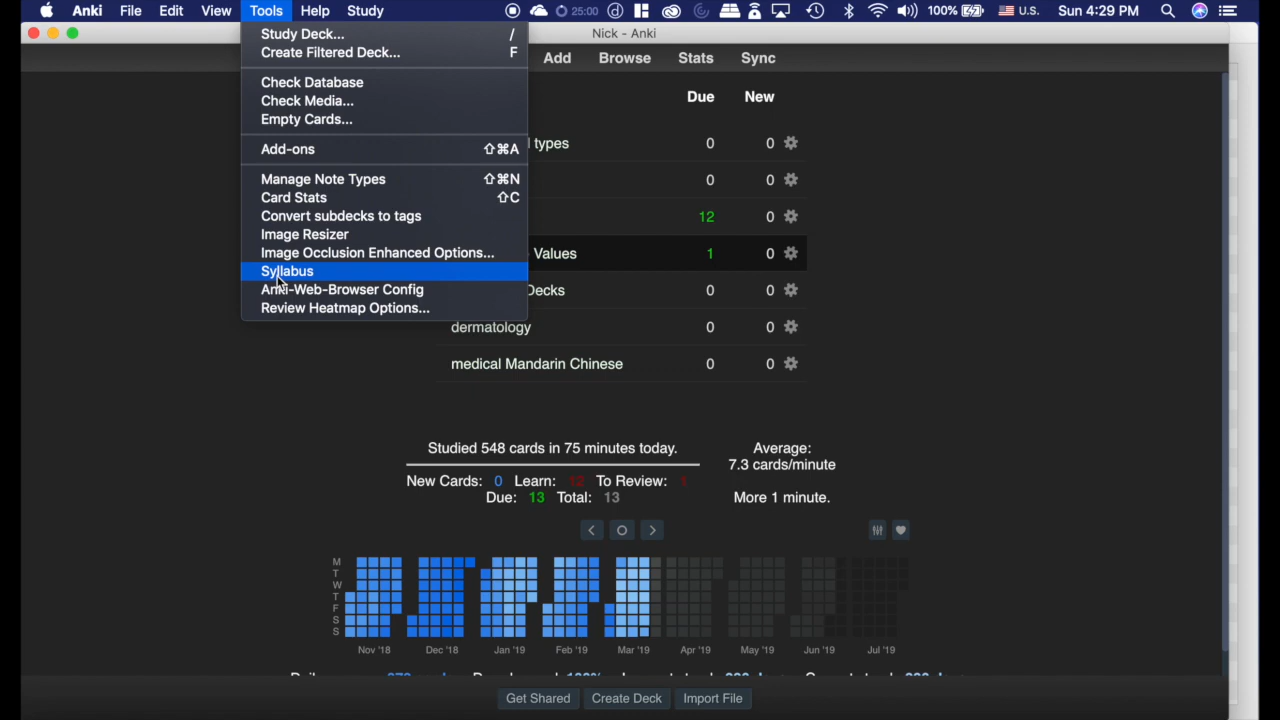 Anki File Edit View Tools Help Study 25:00 100% U.S. Sun 4:29 PM
Nick - Anki
Study Deck... /
Create Filtered Deck... F
Check Database
Check Media...
Empty Cards...
Add-ons ⇧⌘A
Manage Note Types ⇧⌘N
Card Stats ⇧C
Convert subdecks to tags
Image Resizer
Image Occlusion Enhanced Options...
Syllabus
Anki-Web-Browser Config
Review Heatmap Options...
Add Browse Stats Sync
Due New
types 0 0
0 0
12 0
Values 1 0
Decks 0 0
dermatology 0 0
medical Mandarin Chinese 0 0
Studied 548 cards in 75 minutes today.
New Cards: 0 Learn: 12 To Review: 1
Due: 13 Total: 13
Average:
7.3 cards/minute
More 1 minute.
M
T
W
T
F
S
S
Nov '18 Dec '18 Jan '19 Feb '19 Mar '19 Apr '19 May '19 Jun '19 Jul '19
Get Shared Create Deck Import File